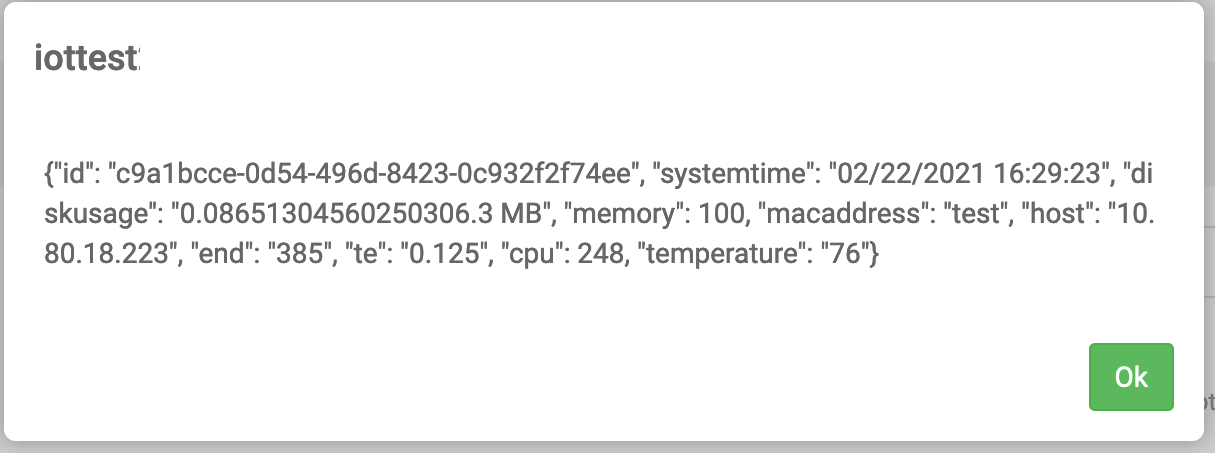 iottest
{"id": "c9a1bcce-0d54-496d-8423-0c932f2f74ee", "systemtime": "02/22/2021 16:29:23", "di
skusage": "0.08651304560250306.3 MB", "memory": 100, "macaddress": "test", "host": "10.
80.18.223", "end": "385", "te": "0.125", "cpu": 248, "temperature": "76"}
Ok